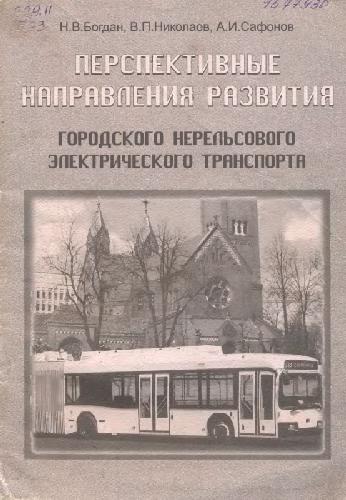 Н.В.Богдан, В.П.Николаев, А.И.Сафонов
ПЕРСПЕКТИВНЫЕ
НАПРАВЛЕНИЯ РАЗВИТИЯ
ГОРОДСКОГО НЕРЕЛЬСОВОГО
ЭЛЕКТРИЧЕСКОГО ТРАНСПОРТА